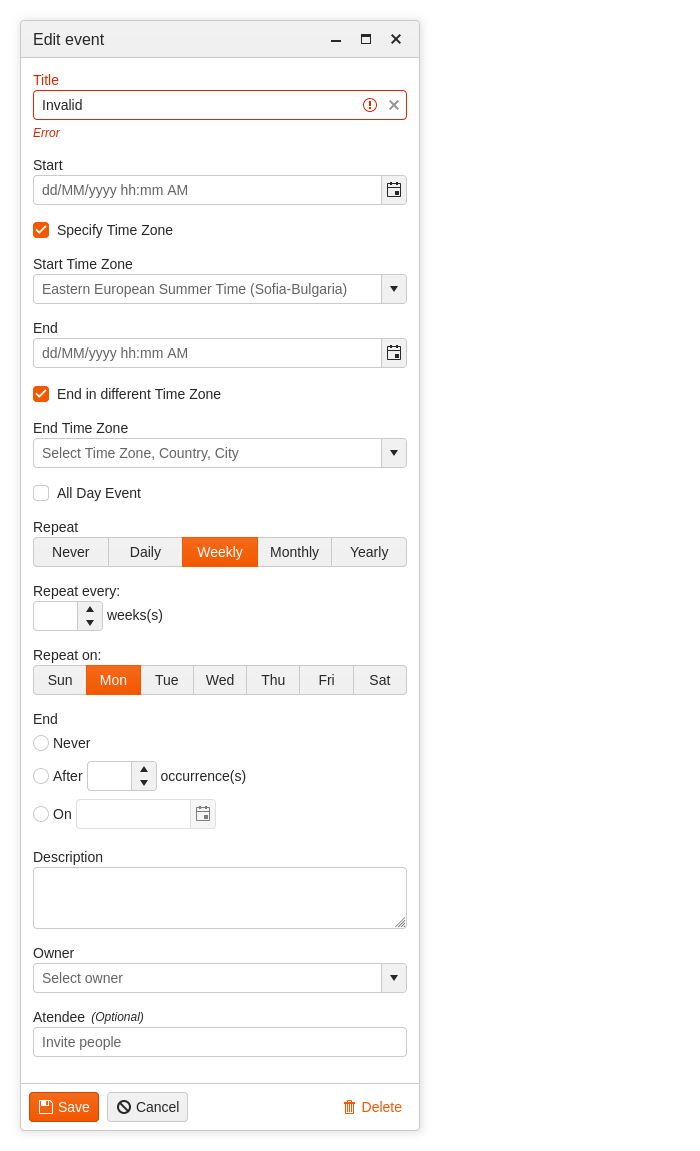 Edit event
Title
Invalid
Error
Start
dd/MM/yyyy hh:mm AM
Specify Time Zone
Start Time Zone
Eastern European Summer Time (Sofia-Bulgaria)
End
dd/MM/yyyy hh:mm AM
End in different Time Zone
End Time Zone
Select Time Zone, Country, City
All Day Event
Repeat
Never Daily Weekly Monthly Yearly
Repeat every:
weeks(s)
Repeat on:
Sun Mon Tue Wed Thu Fri Sat
End
Never
After occurrence(s)
On
Description
Owner
Select owner
Atendee (Optional)
Invite people
Save Cancel Delete